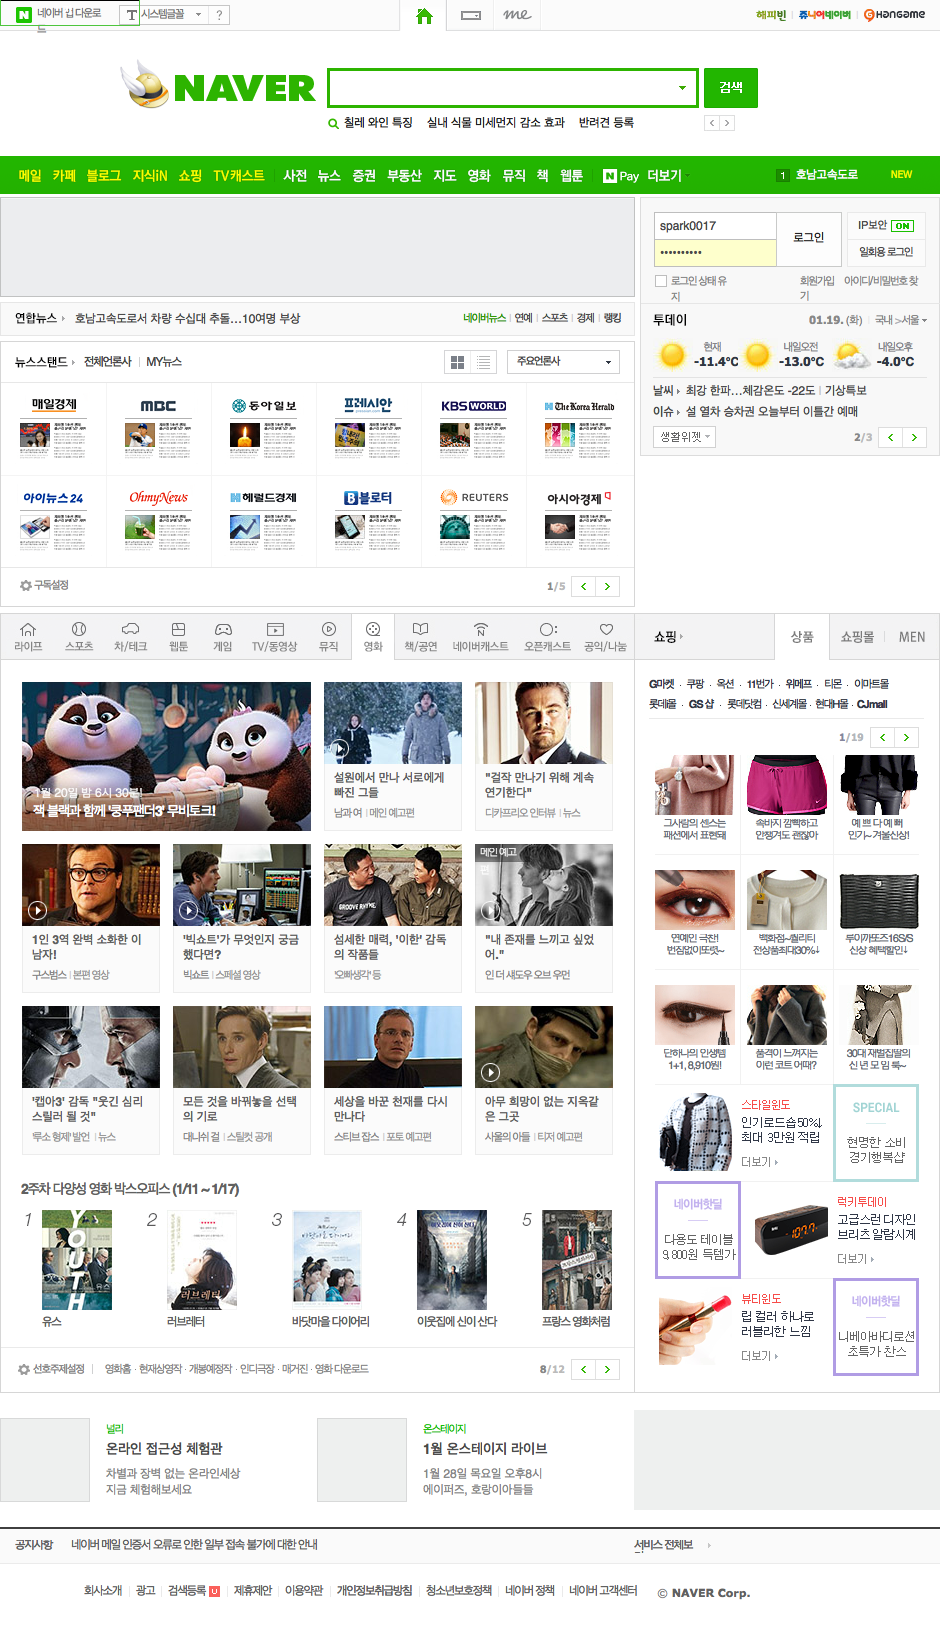 네이버 앱 다운로드
시스템글꼴 ?
me
해피빈 쥬니어네이버 HANGAME
NAVER
검색
칠레 와인 특징 실내 식물 미세먼지 감소 효과 반려견 등록
메일 카페 블로그 지식iN 쇼핑 TV캐스트 사전 뉴스 증권 부동산 지도 영화 뮤직 책 웹툰 N Pay 더보기 1 호남고속도로 NEW
spark0017
로그인
IP보안 ON
일회용 로그인
로그인 상태 유지
회원가입 아이디/비밀번호 찾기
연합뉴스 호남고속도로서 차량 수십대 추돌…10여명 부상
네이버뉴스 연예 스포츠 경제 랭킹
투데이 01.19. (화) 국내 >서울
현재 -11.4℃
내일오전 -13.0℃
내일오후 -4.0℃
날씨 최강 한파…체감온도 -22도 기상특보
이슈 설 열차 승차권 오늘부터 이틀간 예매
생활위젯 2/3
뉴스스탠드 전체언론사 MY뉴스
주요언론사
매일경제 MBC 동아일보 프레시안 KBS WORLD The Korea Herald
아이뉴스24 OhmyNews 헤럴드경제 블로터 REUTERS 아시아경제
구독설정 1/5
라이프 스포츠 차/테크 웹툰 게임 TV/동영상 뮤직 영화 책/공연 네이버캐스트 오픈캐스트 공익/나눔
1월 20일 밤 6시 30분!
잭 블랙과 함께 '쿵푸팬더3' 무비토크!
설원에서 만나 서로에게 빠진 그들
남과 여 메인 예고편
"걸작 만나기 위해 계속 연기한다"
디카프리오 인터뷰 뉴스
1인 3역 완벽 소화한 이 남자!
구스범스 본편 영상
'빅쇼트'가 무엇인지 궁금했다면?
빅쇼트 스페셜 영상
GROOVE RHYME
섬세한 매력, '이한' 감독의 작품들
'오빠생각' 등
메인 예고편
"내 존재를 느끼고 싶었어."
인 더 섀도우 오브 우먼
'캡아3' 감독 "웃긴 심리 스릴러 될 것"
'루소 형제' 발언 뉴스
모든 것을 바꿔놓을 선택의 기로
대니쉬 걸 스틸컷 공개
세상을 바꾼 천재를 다시 만나다
스티브 잡스 포토 예고편
아무 희망이 없는 지옥같은 그곳
사울의 아들 티저 예고편
2주차 다양성 영화 박스오피스 (1/11 ~ 1/17)
1 2 3 4 5
YOUTH
유스 러브레터 바닷마을 다이어리 이웃집에 신이 산다 프랑스 영화처럼
선호주제설정 영화홈 · 현재상영작 · 개봉예정작 · 인디극장 · 매거진 · 영화 다운로드 8/12
쇼핑 상품 쇼핑몰 MEN
G마켓 · 쿠팡 · 옥션 · 11번가 · 위메프 · 티몬 · 이마트몰
롯데몰 · GS 샵 · 롯데닷컴 · 신세계몰 · 현대H몰 · CJmall
1/19
그사람의 센스는
패션에서 표현돼
속바지 깜빡하고
안챙겨도 괜찮아
예 쁘 다 예 뻐
인기~ 겨울신상!
연예인 극찬!
번짐없이또렷~
백화점~퀄리티
전상품최대30%↓
루이까또즈16S/S
신상 혜택할인↓
단하나의 인생템
1+1, 8,910원!
품격이 느껴지는
이런 코트 어때?
30대 재벌집딸의
신 년 모 임 룩~
스타일윈도
인기로드숍50%↓
최대 3만원 적립
더보기
SPECIAL
현명한 소비
경기행복샵
네이버핫딜
다용도 테이블
9,800원 득템가
럭키투데이
고급스런 디자인
브리츠 알람시계
더보기
뷰티윈도
립 컬러 하나로
러블리한 느낌
더보기
네이버핫딜
니베아바디로션
초특가 찬스
널리
온라인 접근성 체험관
차별과 장벽 없는 온라인세상
지금 체험해보세요
온스테이지
1월 온스테이지 라이브
1월 28일 목요일 오후8시
에이퍼즈, 호랑이아들들
공지사항 네이버 메일 인증서 오류로 인한 일부 접속 불가에 대한 안내
서비스 전체보기
회사소개 광고 검색등록 제휴제안 이용약관 개인정보취급방침 청소년보호정책 네이버 정책 네이버 고객센터 © NAVER Corp.